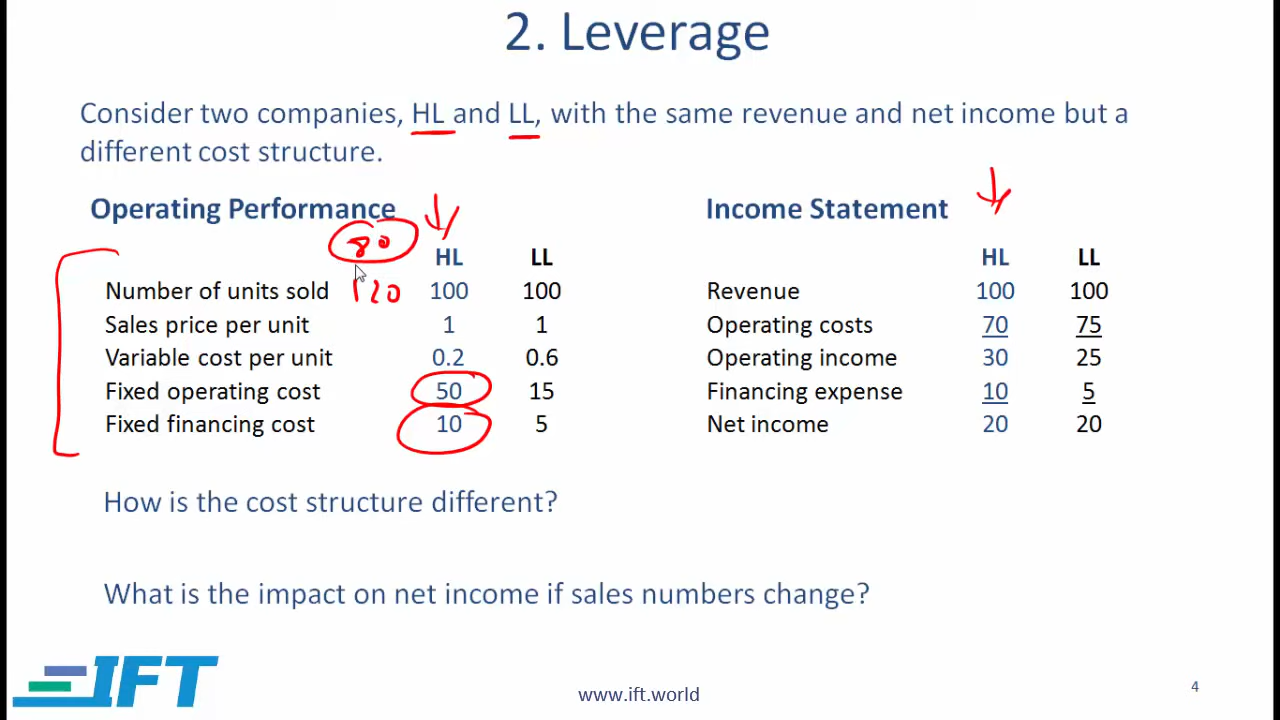 2. Leverage
Consider two companies, HL and LL, with the same revenue and net income but a
different cost structure.
Operating Performance
80
HL LL
Number of units sold 120 100 100
Sales price per unit 1 1
Variable cost per unit 0.2 0.6
Fixed operating cost 50 15
Fixed financing cost 10 5
Income Statement
HL LL
Revenue 100 100
Operating costs 70 75
Operating income 30 25
Financing expense 10 5
Net income 20 20
How is the cost structure different?
What is the impact on net income if sales numbers change?
IFT
www.ift.world
4